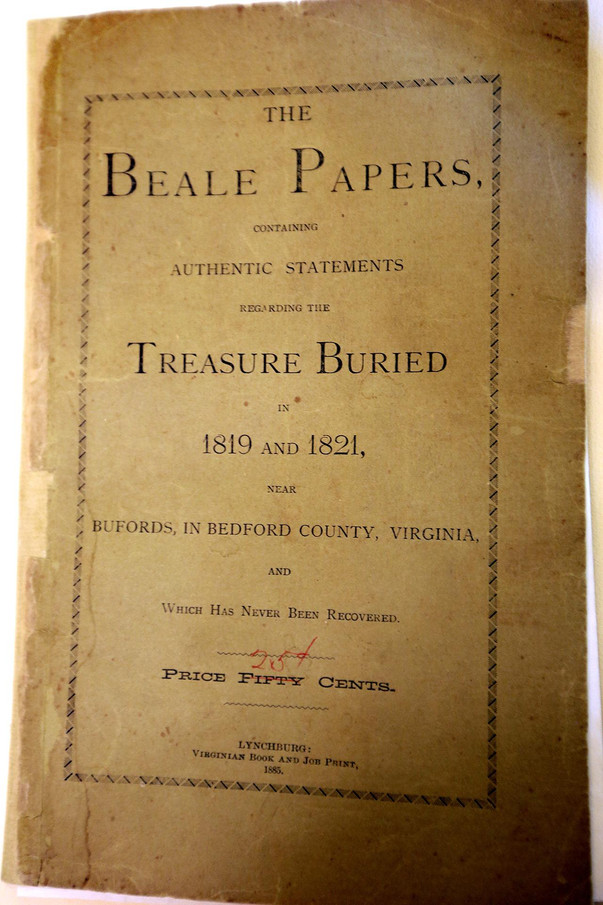 THE
BEALE PAPERS,
CONTAINING
AUTHENTIC STATEMENTS
REGARDING THE
TREASURE BURIED
IN
1819 AND 1821,
NEAR
BUFORDS, IN BEDFORD COUNTY, VIRGINIA,
AND
WHICH HAS NEVER BEEN RECOVERED.
25¢
PRICE FIFTY CENTS.
LYNCHBURG:
VIRGINIAN BOOK AND JOB PRINT,
1885.